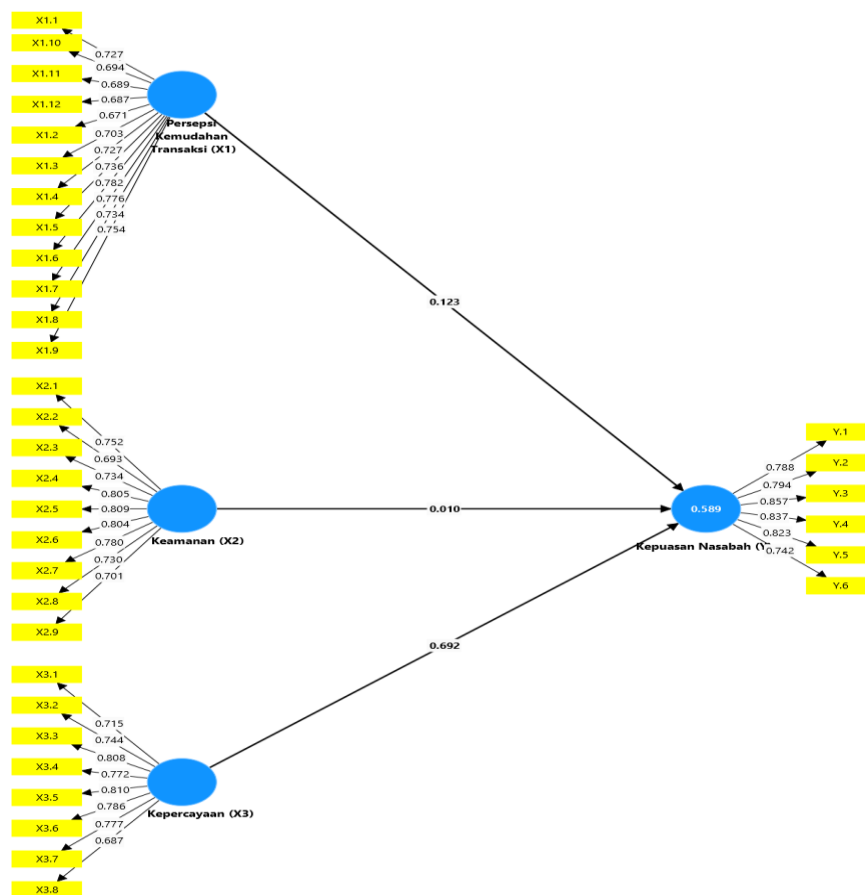 X1.1
X1.10
X1.11
X1.12
X1.2
X1.3
X1.4
X1.5
X1.6
X1.7
X1.8
X1.9
0.727
0.694
0.689
0.687
0.671
0.703
0.727
0.736
0.782
0.776
0.734
0.754
Persepsi
Kemudahan
Transaksi (X1)
0.123
X2.1
X2.2
X2.3
X2.4
X2.5
X2.6
X2.7
X2.8
X2.9
0.752
0.693
0.734
0.805
0.809
0.804
0.780
0.730
0.701
Keamanan (X2)
0.010
X3.1
X3.2
X3.3
X3.4
X3.5
X3.6
X3.7
X3.8
0.715
0.744
0.808
0.772
0.810
0.786
0.777
0.687
Kepercayaan (X3)
0.692
0.589
Kepuasan Nasabah (Y
0.788
0.794
0.857
0.837
0.823
0.742
Y.1
Y.2
Y.3
Y.4
Y.5
Y.6